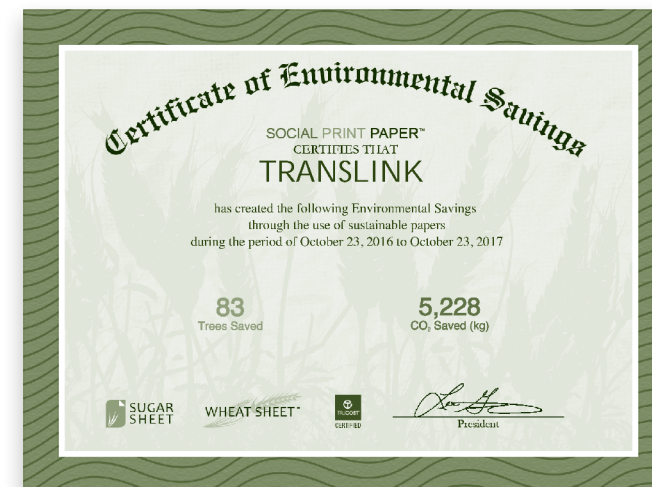 Certificate of Environmental Savings
SOCIAL PRINT PAPER™
CERTIFIES THAT
TRANSLINK
has created the following Environmental Savings
through the use of sustainable papers
during the period of October 23, 2016 to October 23, 2017
83
Trees Saved
5,228
CO₂ Saved (kg)
SUGAR
SHEET
WHEAT SHEET™
TRUCOST
CERTIFIED
President